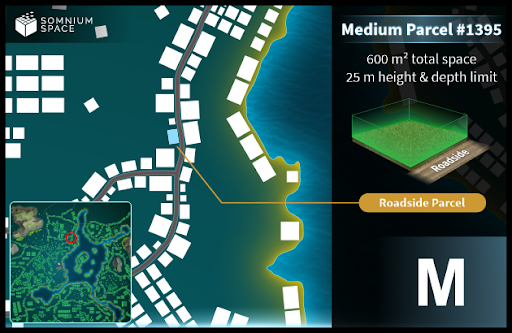 SOMNIUM
SPACE
Medium Parcel #1395
600 m² total space
25 m height & depth limit
Roadside
Roadside Parcel
M